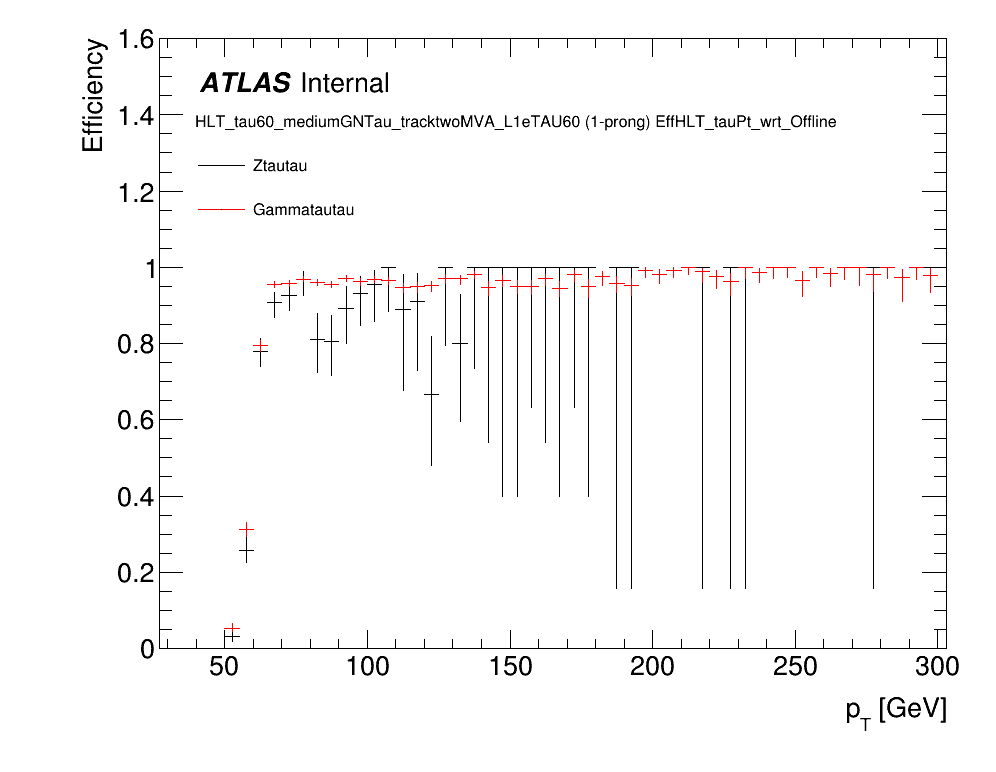 Efficiency
1.6
1.4
1.2
1
0.8
0.6
0.4
0.2
0
ATLAS Internal
HLT_tau60_mediumGNTau_tracktwoMVA_L1eTAU60 (1-prong) EffHLT_tauPt_wrt_Offline
Ztautau
Gammatautau
50 100 150 200 250 300
p_T [GeV]